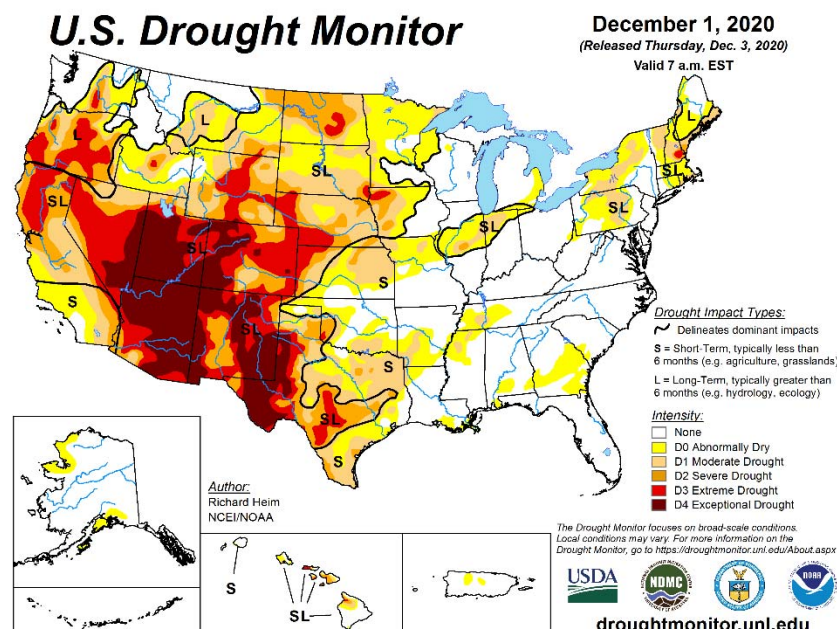 U.S. Drought Monitor
December 1, 2020
(Released Thursday, Dec. 3, 2020)
Valid 7 a.m. EST
L
L
L
SL
SL
SL
SL
SL
SL
S
S
SL
S
SL
S
Drought Impact Types:
Delineates dominant impacts
S = Short-Term, typically less than
6 months (e.g. agriculture, grasslands)
L = Long-Term, typically greater than
6 months (e.g. hydrology, ecology)
Intensity:
None
D0 Abnormally Dry
D1 Moderate Drought
D2 Severe Drought
D3 Extreme Drought
D4 Exceptional Drought
Author:
Richard Heim
NCEI/NOAA
S
SL
The Drought Monitor focuses on broad-scale conditions.
Local conditions may vary. For more information on the
Drought Monitor, go to https://droughtmonitor.unl.edu/About.aspx
USDA
NDMC
NOAA
droughtmonitor.unl.edu